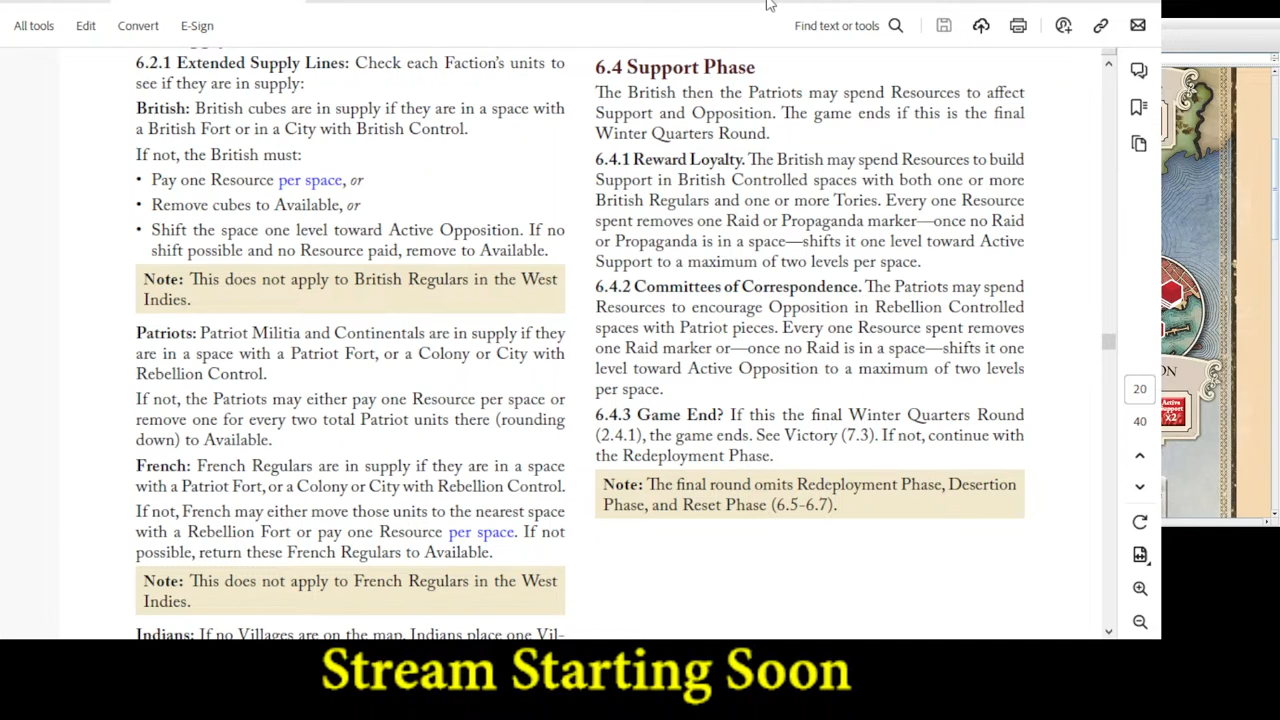 All tools
Edit
Convert
E-Sign
Find text or tools
6.2.1 Extended Supply Lines: Check each Faction's units to
see if they are in supply:
British: British cubes are in supply if they are in a space with
a British Fort or in a City with British Control.
If not, the British must:
• Pay one Resource per space, or
• Remove cubes to Available, or
• Shift the space one level toward Active Opposition. If no
shift possible and no Resource paid, remove to Available.
Note: This does not apply to British Regulars in the West
Indies.
Patriots: Patriot Militia and Continentals are in supply if they
are in a space with a Patriot Fort, or a Colony or City with
Rebellion Control.
If not, the Patriots may either pay one Resource per space or
remove one for every two total Patriot units there (rounding
down) to Available.
French: French Regulars are in supply if they are in a space
with a Patriot Fort, or a Colony or City with Rebellion Control.
If not, French may either move those units to the nearest space
with a Rebellion Fort or pay one Resource per space. If not
possible, return these French Regulars to Available.
Note: This does not apply to French Regulars in the West
Indies.
Indians: If no Villages are on the map, Indians place one Vil-
6.4 Support Phase
The British then the Patriots may spend Resources to affect
Support and Opposition. The game ends if this is the final
Winter Quarters Round.
6.4.1 Reward Loyalty. The British may spend Resources to build
Support in British Controlled spaces with both one or more
British Regulars and one or more Tories. Every one Resource
spent removes one Raid or Propaganda marker—once no Raid
or Propaganda is in a space—shifts it one level toward Active
Support to a maximum of two levels per space.
6.4.2 Committees of Correspondence. The Patriots may spend
Resources to encourage Opposition in Rebellion Controlled
spaces with Patriot pieces. Every one Resource spent removes
one Raid marker or—once no Raid is in a space—shifts it one
level toward Active Opposition to a maximum of two levels
per space.
6.4.3 Game End? If this the final Winter Quarters Round
(2.4.1), the game ends. See Victory (7.3). If not, continue with
the Redeployment Phase.
Note: The final round omits Redeployment Phase, Desertion
Phase, and Reset Phase (6.5-6.7).
20
40
ON
Active
Support
x2
Stream Starting Soon